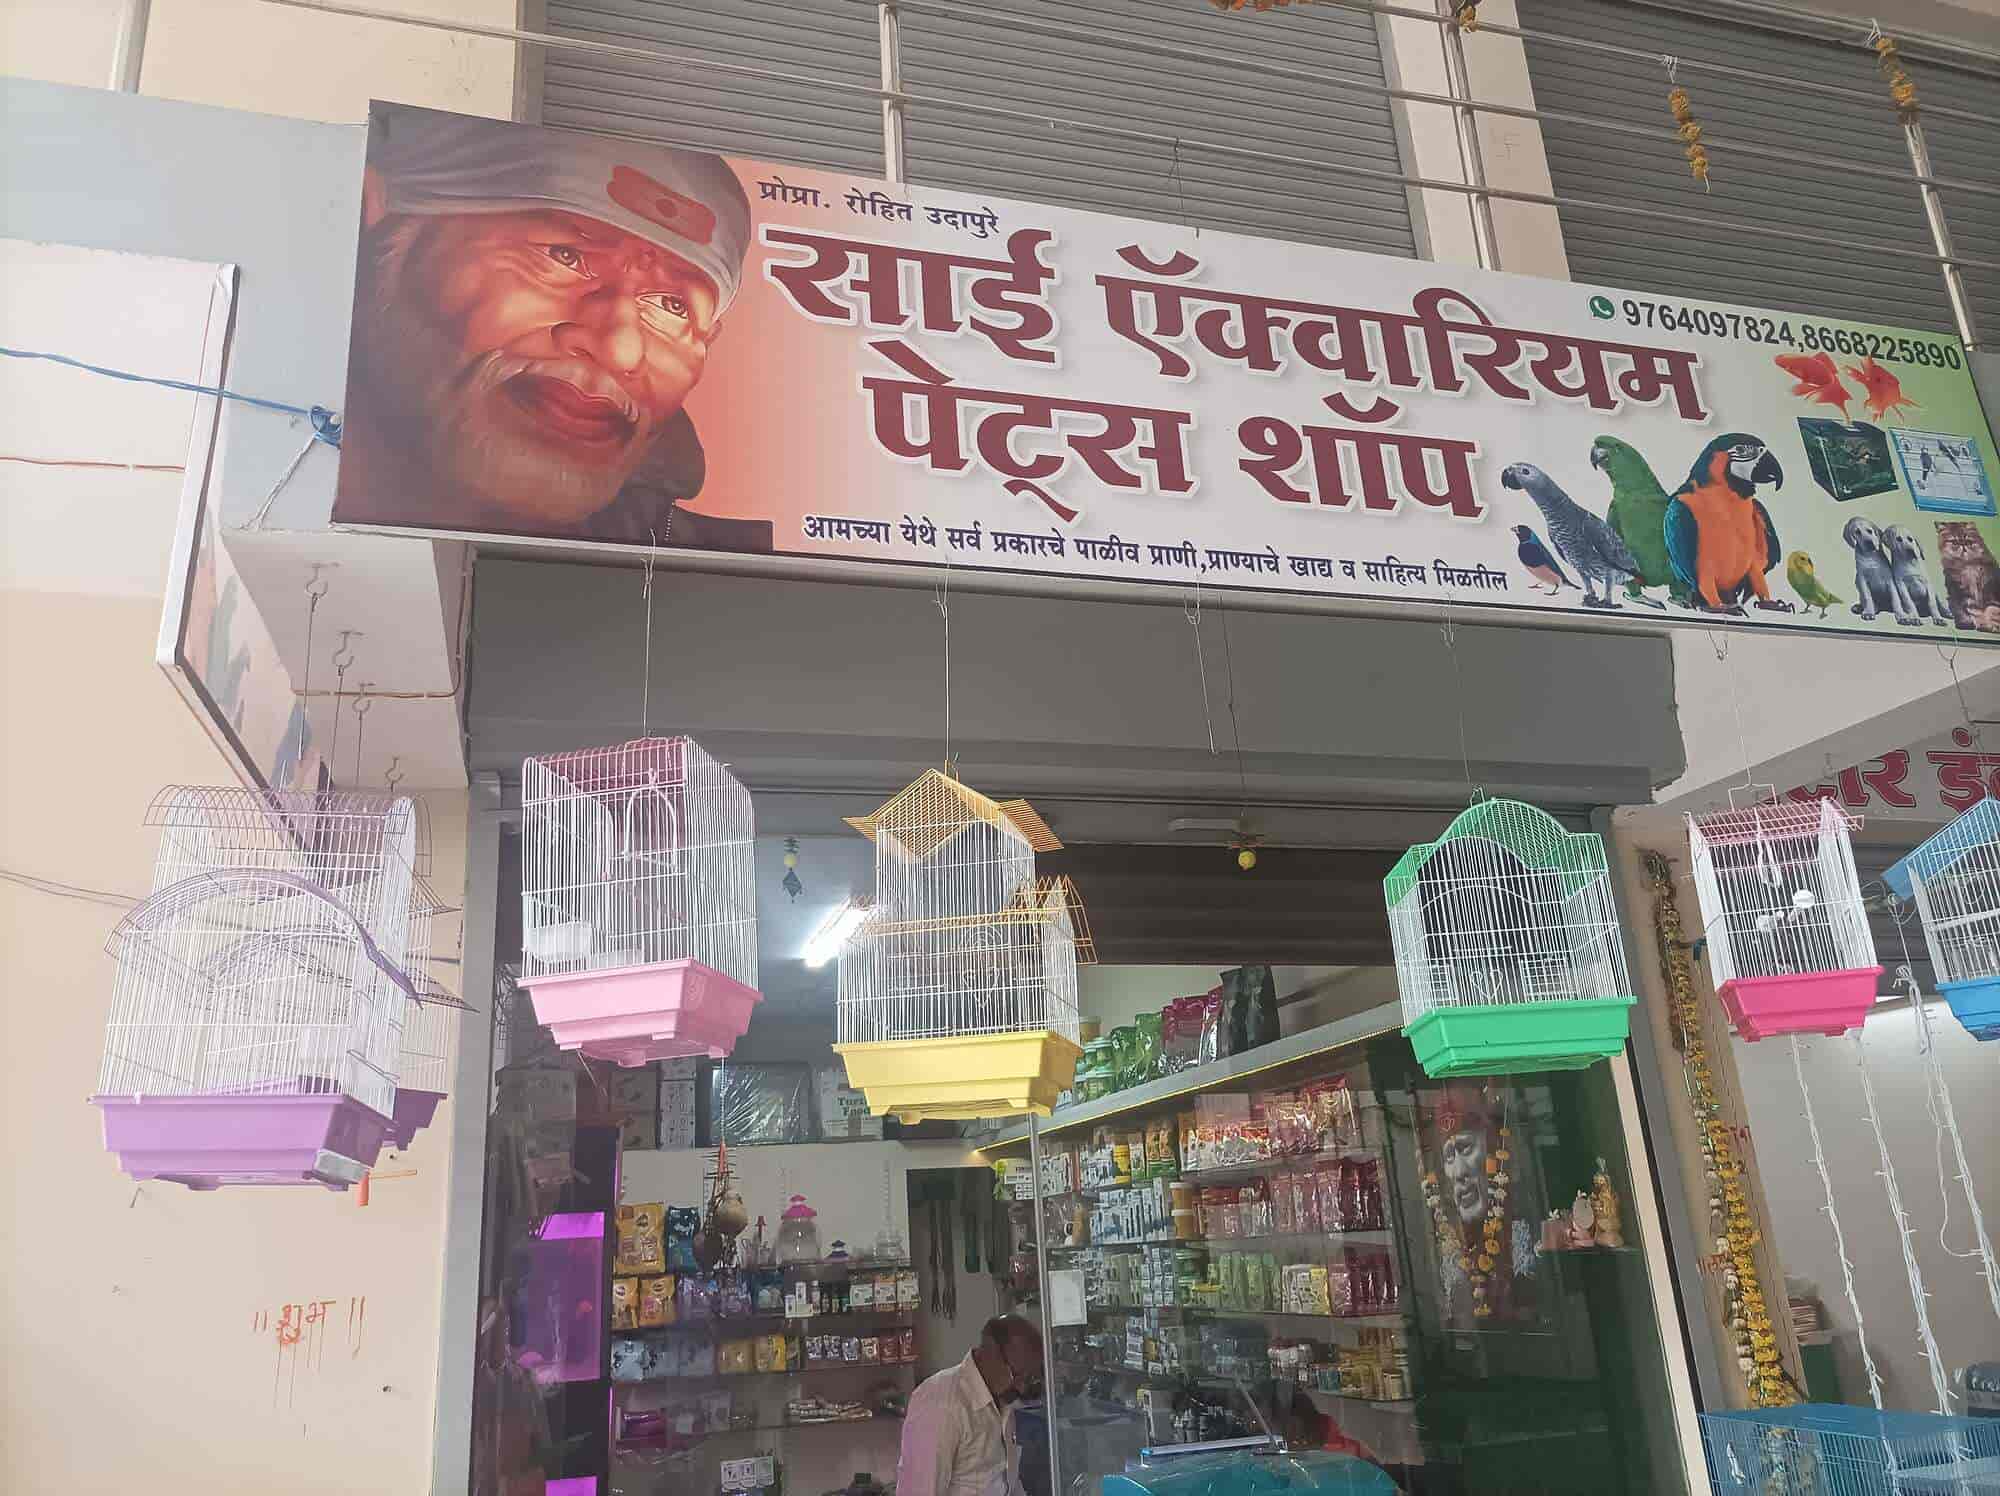 प्रोप्रा. रोहित उदापुरे
साई ऍक्वारियम
9764097824,8668225890
पेट्स शॉप
आमच्या येथे सर्व प्रकारचे पाळीव प्राणी,प्राण्याचे खाद्य व साहित्य मिळतील
॥ शुभ ॥